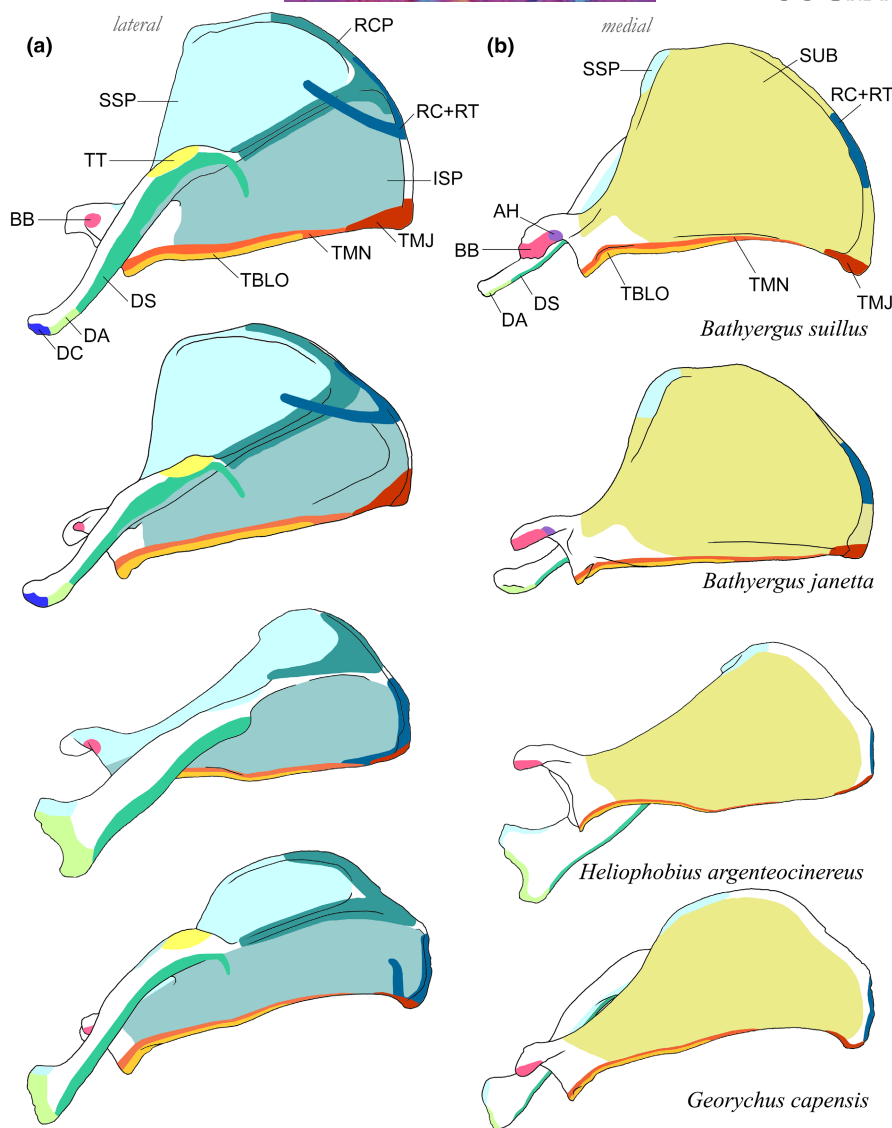 lateral
medial
(a)
(b)
RCP
SSP
RC+RT
TT
ISP
BB
TMJ
TMN
TBLO
DS
DA
DC
SSP
SUB
RC+RT
AH
BB
TMN
TBLO
DS
DA
TMJ
Bathyergus suillus
Bathyergus janetta
Heliophobius argenteocinereus
Georychus capensis